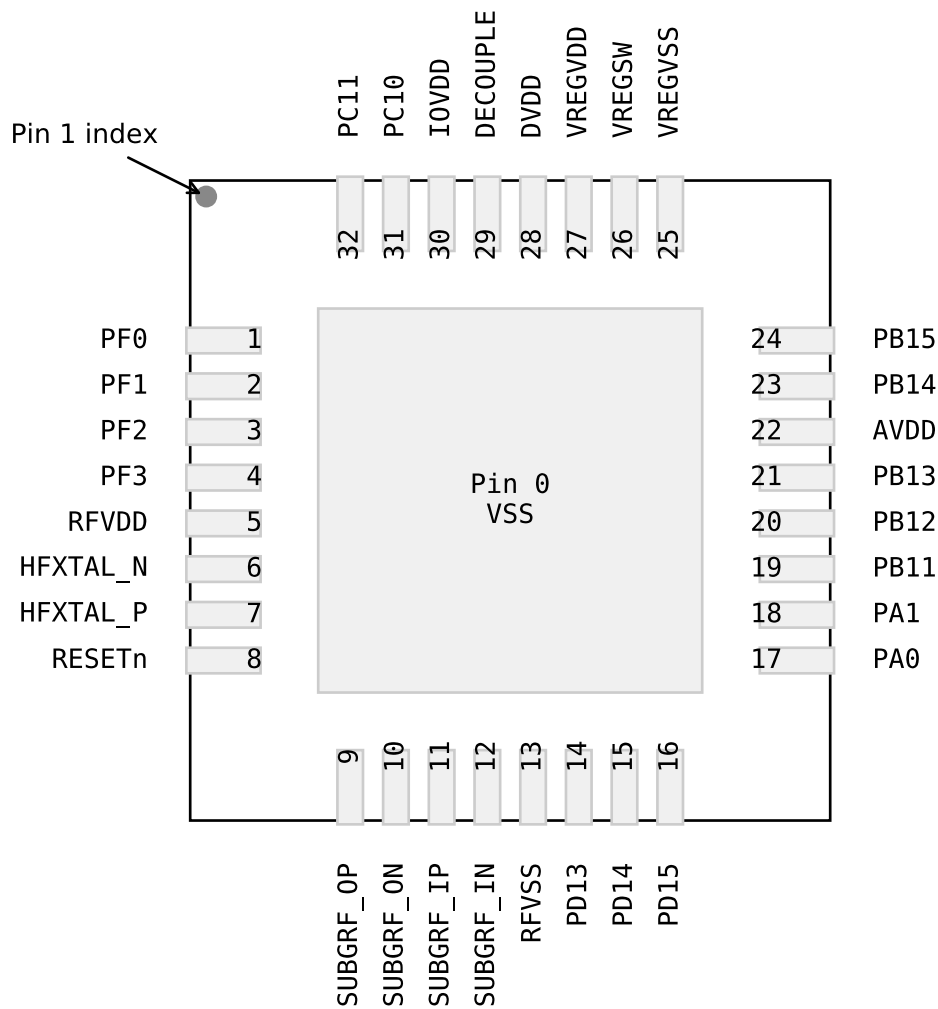 PC11
PC10
IOVDD
DECOUPLE
DVDD
VREGVDD
VREGSW
VREGVSS
Pin 1 index
32
31
30
29
28
27
26
25
PF0 1
PF1 2
PF2 3
PF3 4
RFVDD 5
HFXTAL_N 6
HFXTAL_P 7
RESETn 8
Pin 0
VSS
24 PB15
23 PB14
22 AVDD
21 PB13
20 PB12
19 PB11
18 PA1
17 PA0
9
10
11
12
13
14
15
16
SUBGRF_OP
SUBGRF_ON
SUBGRF_IP
SUBGRF_IN
RFVSS
PD13
PD14
PD15